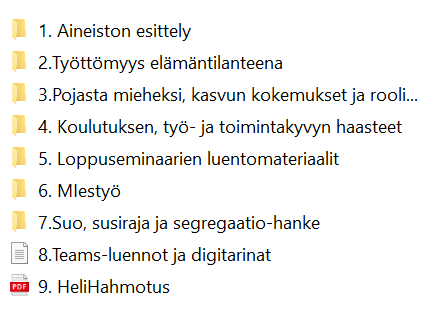 1. Aineiston esittely
2.Työttömyys elämäntilanteena
3.Pojasta mieheksi, kasvun kokemukset ja rooli...
4. Koulutuksen, työ- ja toimintakyvyn haasteet
5. Loppuseminaarien luentomateriaalit
6. MIestyö
7.Suo, susiraja ja segregaatio-hanke
8.Teams-luennot ja digitarinat
PDF 9. HeliHahmotus